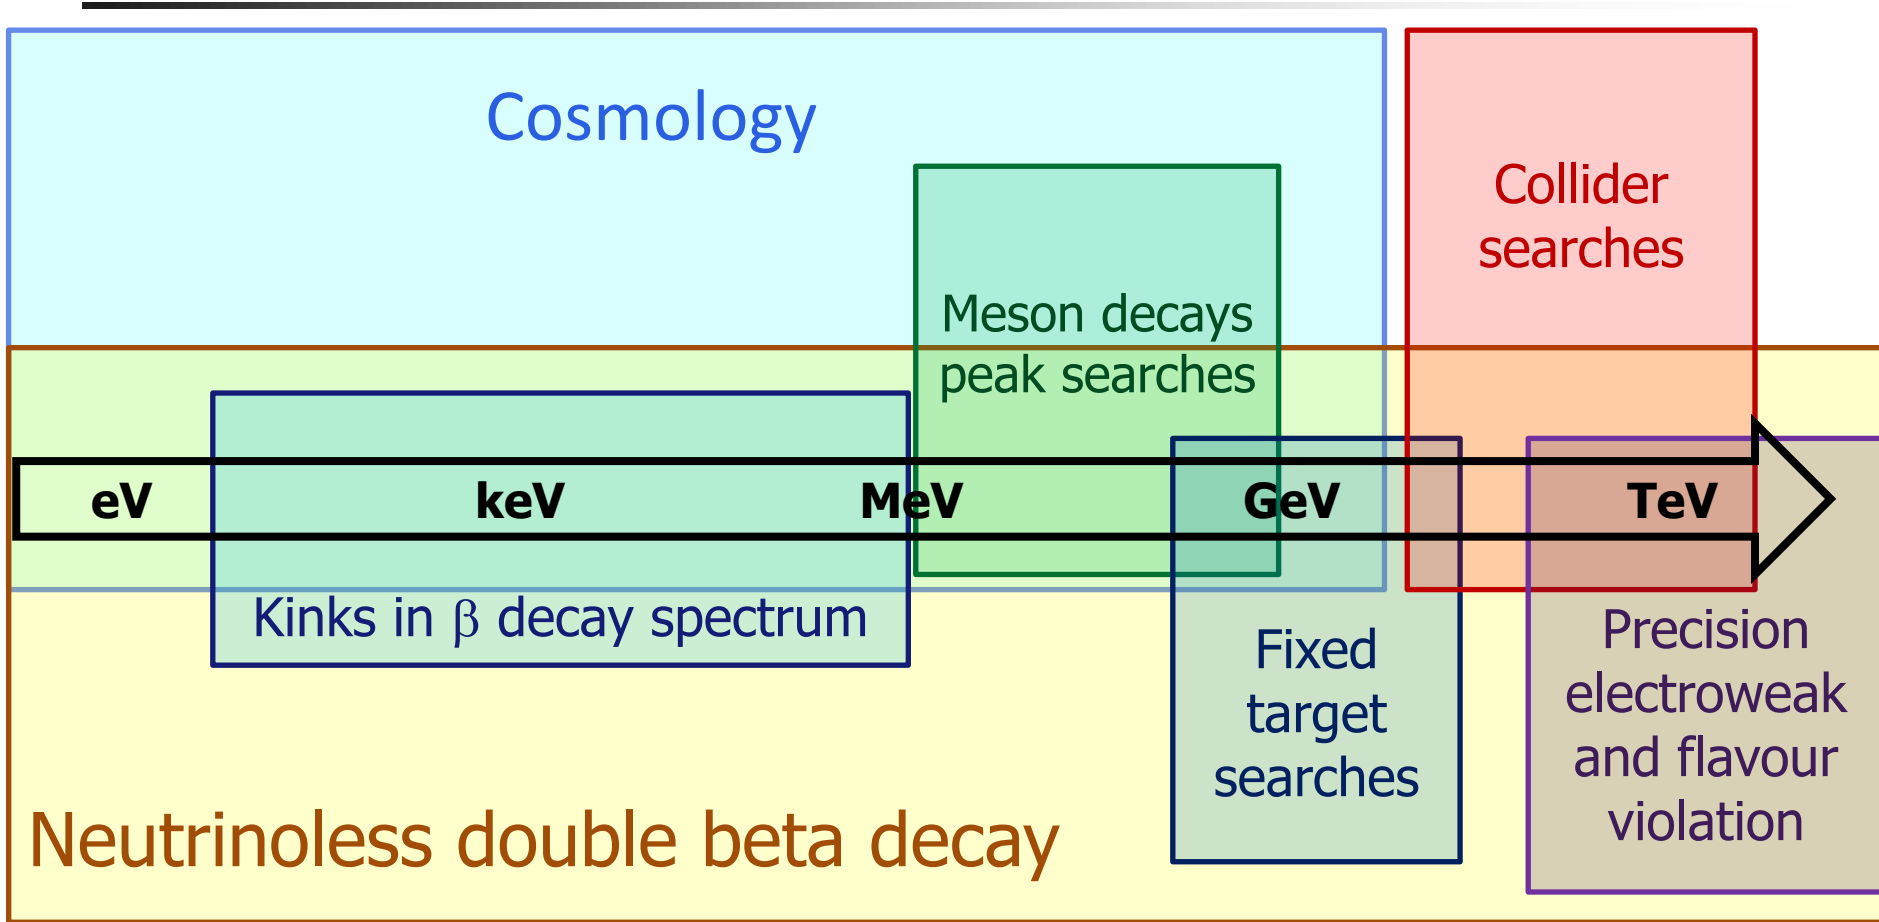 Cosmology
Collider
searches
Meson decays
peak searches
eV
keV
MeV
GeV
TeV
Kinks in β decay spectrum
Fixed
target
searches
Precision
electroweak
and flavour
violation
Neutrinoless double beta decay